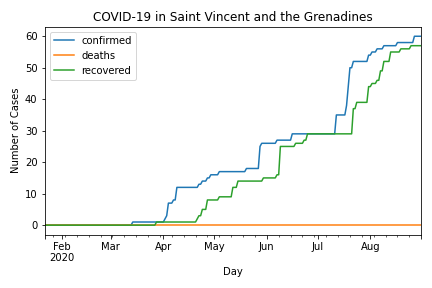 COVID-19 in Saint Vincent and the Grenadines
confirmed
deaths
recovered
Number of Cases
60
50
40
30
20
10
0
Feb Mar Apr May Jun Jul Aug
2020
Day